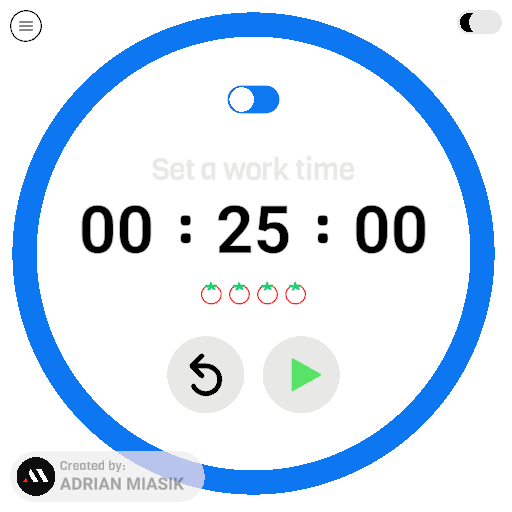 Set a work time
00 : 25 : 00
Created by:
ADRIAN MIASIK